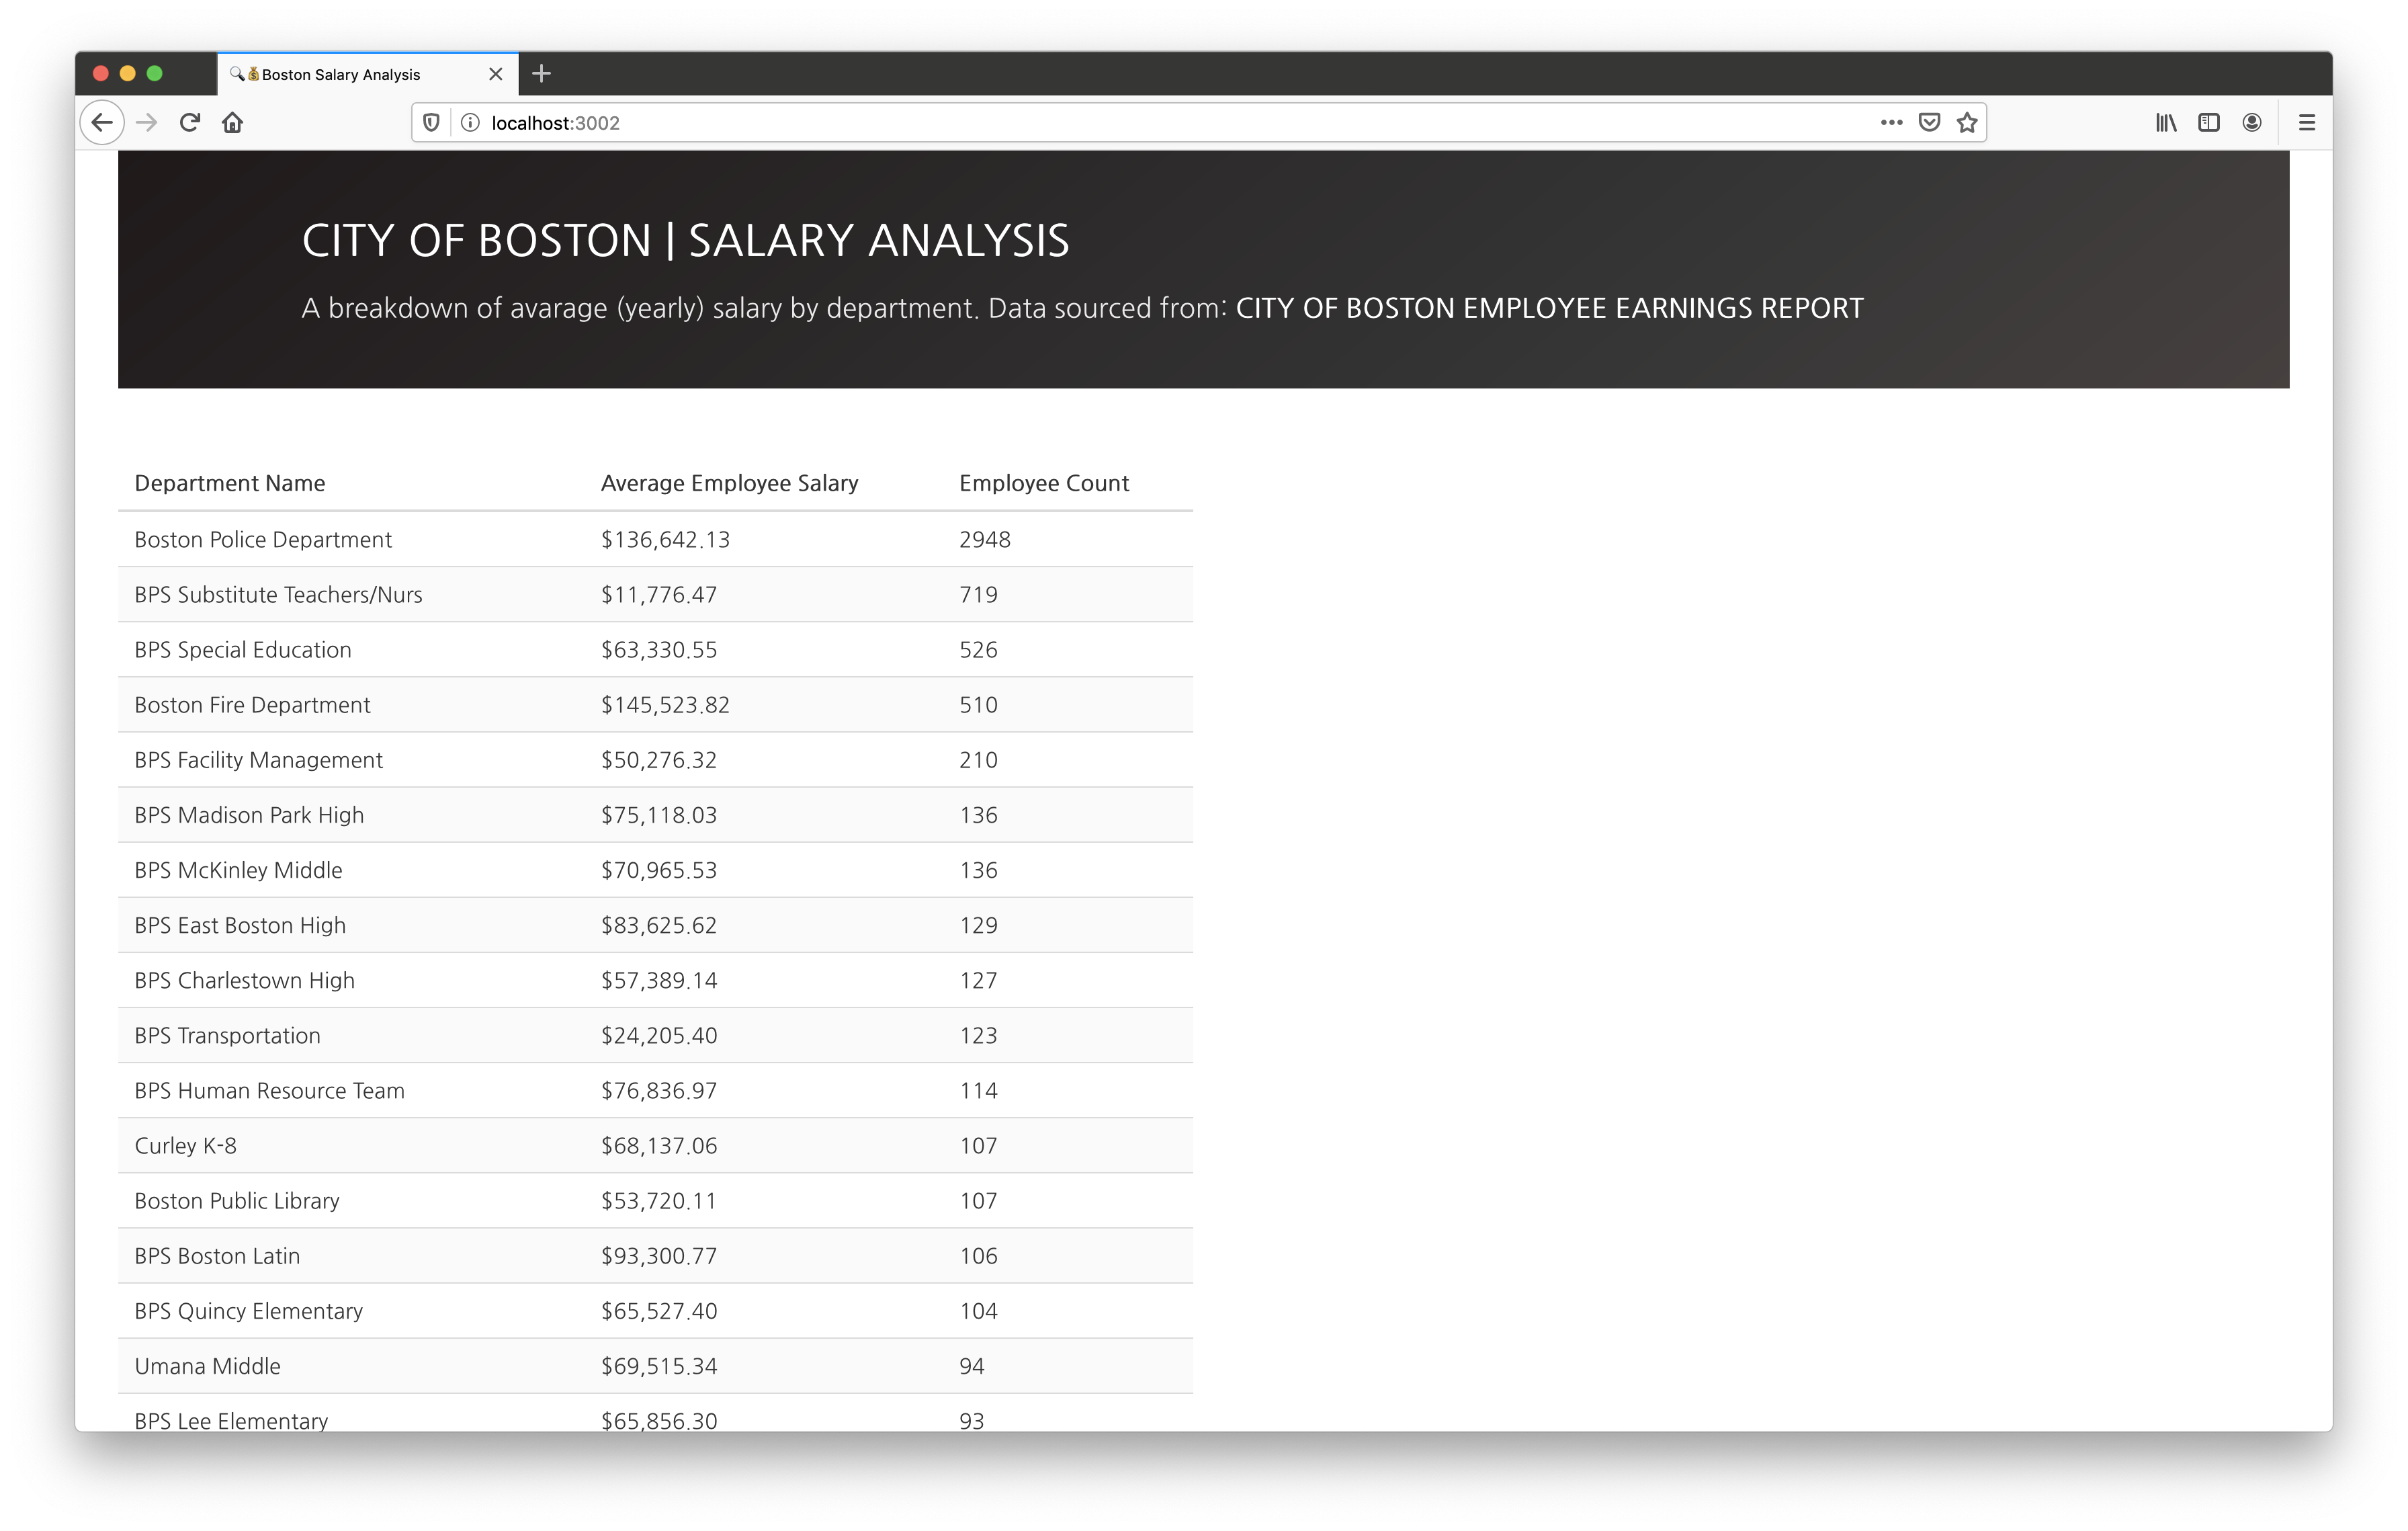 Boston Salary Analysis
localhost:3002
CITY OF BOSTON | SALARY ANALYSIS
A breakdown of avarage (yearly) salary by department. Data sourced from: CITY OF BOSTON EMPLOYEE EARNINGS REPORT
Department Name Average Employee Salary Employee Count
Boston Police Department $136,642.13 2948
BPS Substitute Teachers/Nurs $11,776.47 719
BPS Special Education $63,330.55 526
Boston Fire Department $145,523.82 510
BPS Facility Management $50,276.32 210
BPS Madison Park High $75,118.03 136
BPS McKinley Middle $70,965.53 136
BPS East Boston High $83,625.62 129
BPS Charlestown High $57,389.14 127
BPS Transportation $24,205.40 123
BPS Human Resource Team $76,836.97 114
Curley K-8 $68,137.06 107
Boston Public Library $53,720.11 107
BPS Boston Latin $93,300.77 106
BPS Quincy Elementary $65,527.40 104
Umana Middle $69,515.34 94
BPS Lee Elementary $65,856.30 93